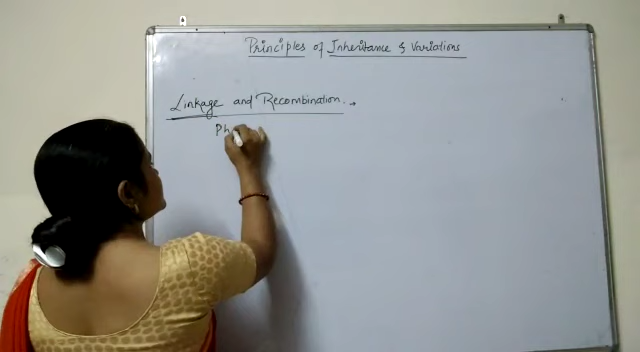 Principles of Inheritance & Variations
Linkage and Recombination. →
Ph